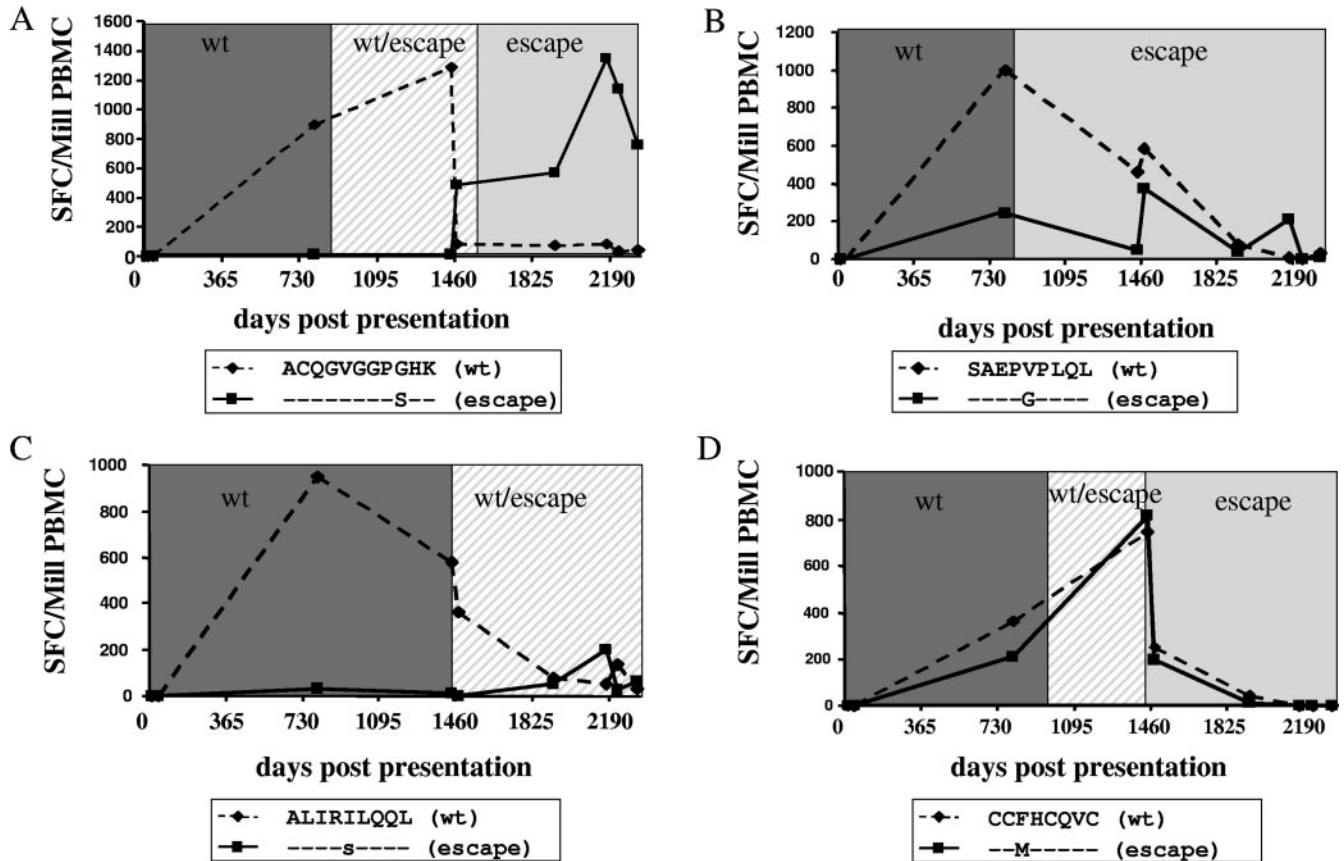 A
SFC/Mill PBMC
1600
1400
1200
1000
800
600
400
200
0
wt
wt/escape
escape
0 365 730 1095 1460 1825 2190
days post presentation
ACQGVGGPGHK (wt)
---------S-- (escape)
B
SFC/Mill PBMC
1200
1000
800
600
400
200
0
wt
escape
0 365 730 1095 1460 1825 2190
days post presentation
SAEPVPLQL (wt)
----G----- (escape)
C
SFC/Mill PBMC
1000
800
600
400
200
0
wt
wt/escape
0 365 730 1095 1460 1825 2190
days post presentation
ALIRILQQL (wt)
----s----- (escape)
D
SFC/Mill PBMC
1000
800
600
400
200
0
wt
wt/escape
escape
0 365 730 1095 1460 1825 2190
days post presentation
CCFHCQVC (wt)
--M------ (escape)